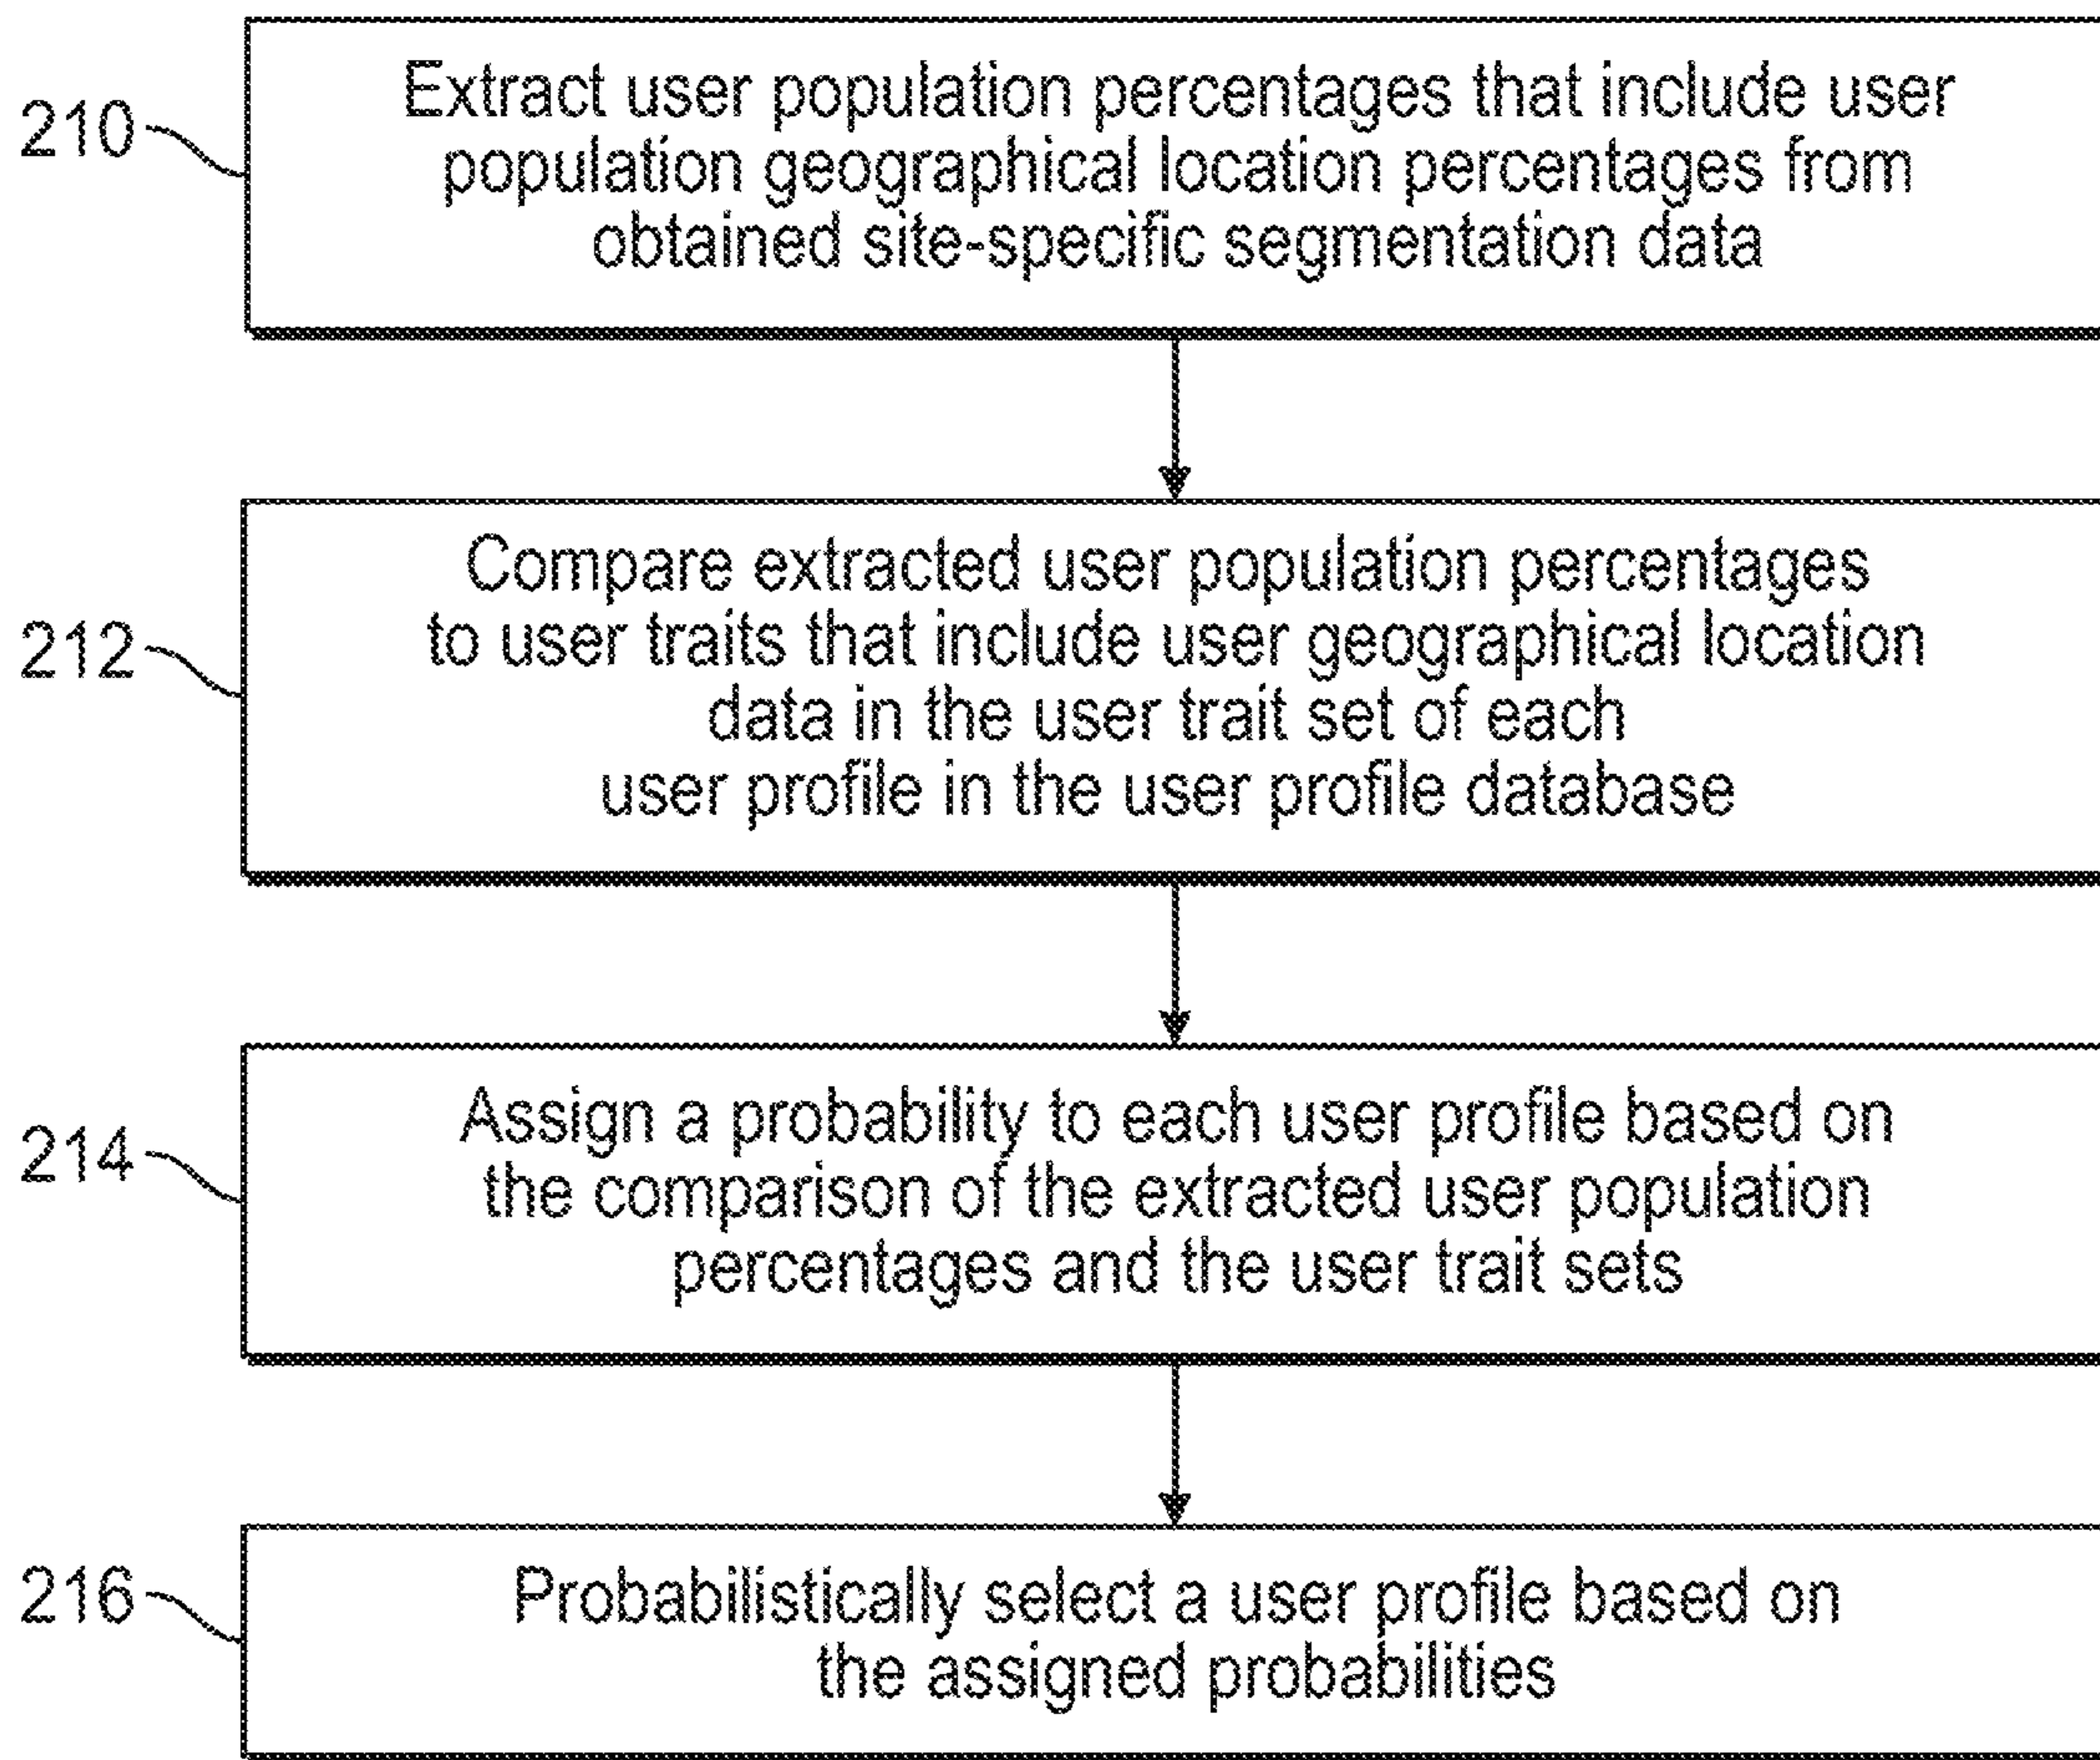 210
Extract user population percentages that include user
population geographical location percentages from
obtained site-specific segmentation data
212
Compare extracted user population percentages
to user traits that include user geographical location
data in the user trait set of each
user profile in the user profile database
214
Assign a probability to each user profile based on
the comparison of the extracted user population
percentages and the user trait sets
216
Probabilistically select a user profile based on
the assigned probabilities